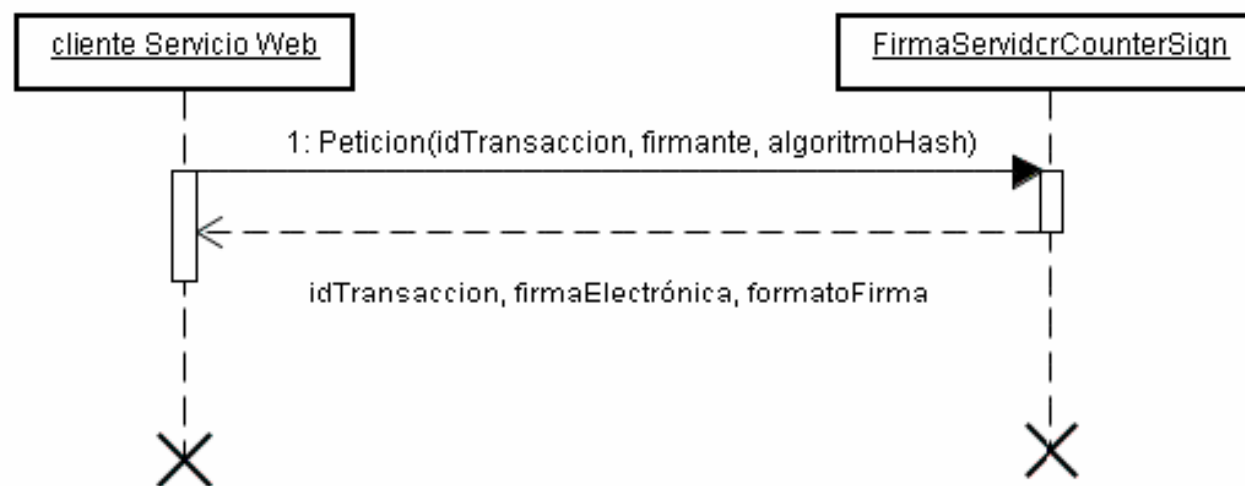 cliente Servicio Web
FirmaServidcrCounterSign
1: Peticion(idTransaccion, firmante, algoritmoHash)
idTransaccion, firmaElectrónica, formatoFirma